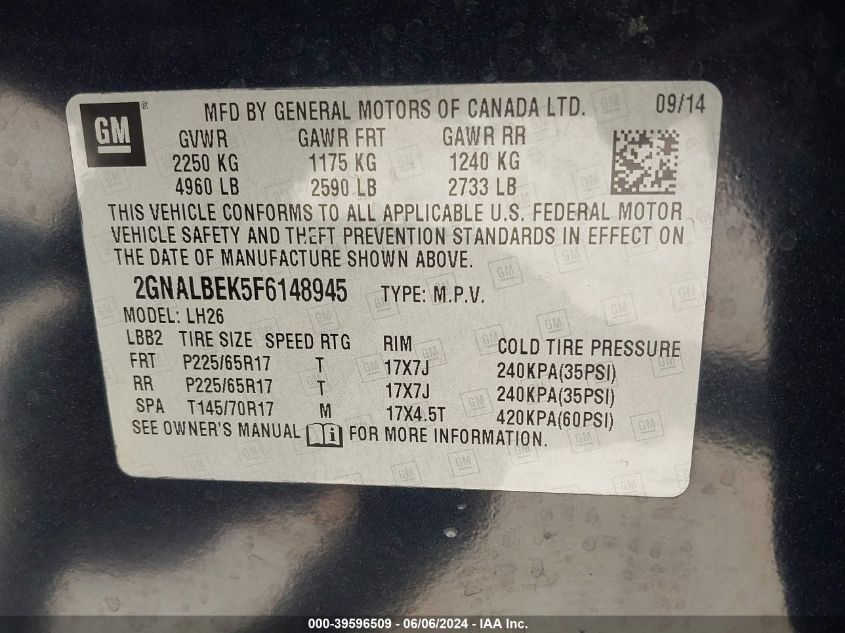 GM ® MFD BY GENERAL MOTORS OF CANADA LTD. 09/14
GVWR GAWR FRT GAWR RR
2250 KG 1175 KG 1240 KG
4960 LB 2590 LB 2733 LB
THIS VEHICLE CONFORMS TO ALL APPLICABLE U.S. FEDERAL MOTOR
VEHICLE SAFETY AND THEFT PREVENTION STANDARDS IN EFFECT ON
THE DATE OF MANUFACTURE SHOWN ABOVE.
2GNALBEK5F6148945 TYPE: M.P.V.
MODEL: LH26
LBB2 TIRE SIZE SPEED RTG RIM COLD TIRE PRESSURE
FRT P225/65R17 T 17X7J 240KPA(35PSI)
RR P225/65R17 T 17X7J 240KPA(35PSI)
SPA T145/70R17 M 17X4.5T 420KPA(60PSI)
SEE OWNER'S MANUAL FOR MORE INFORMATION.
000-39596509 / 06/06/2024 - IAA Inc.